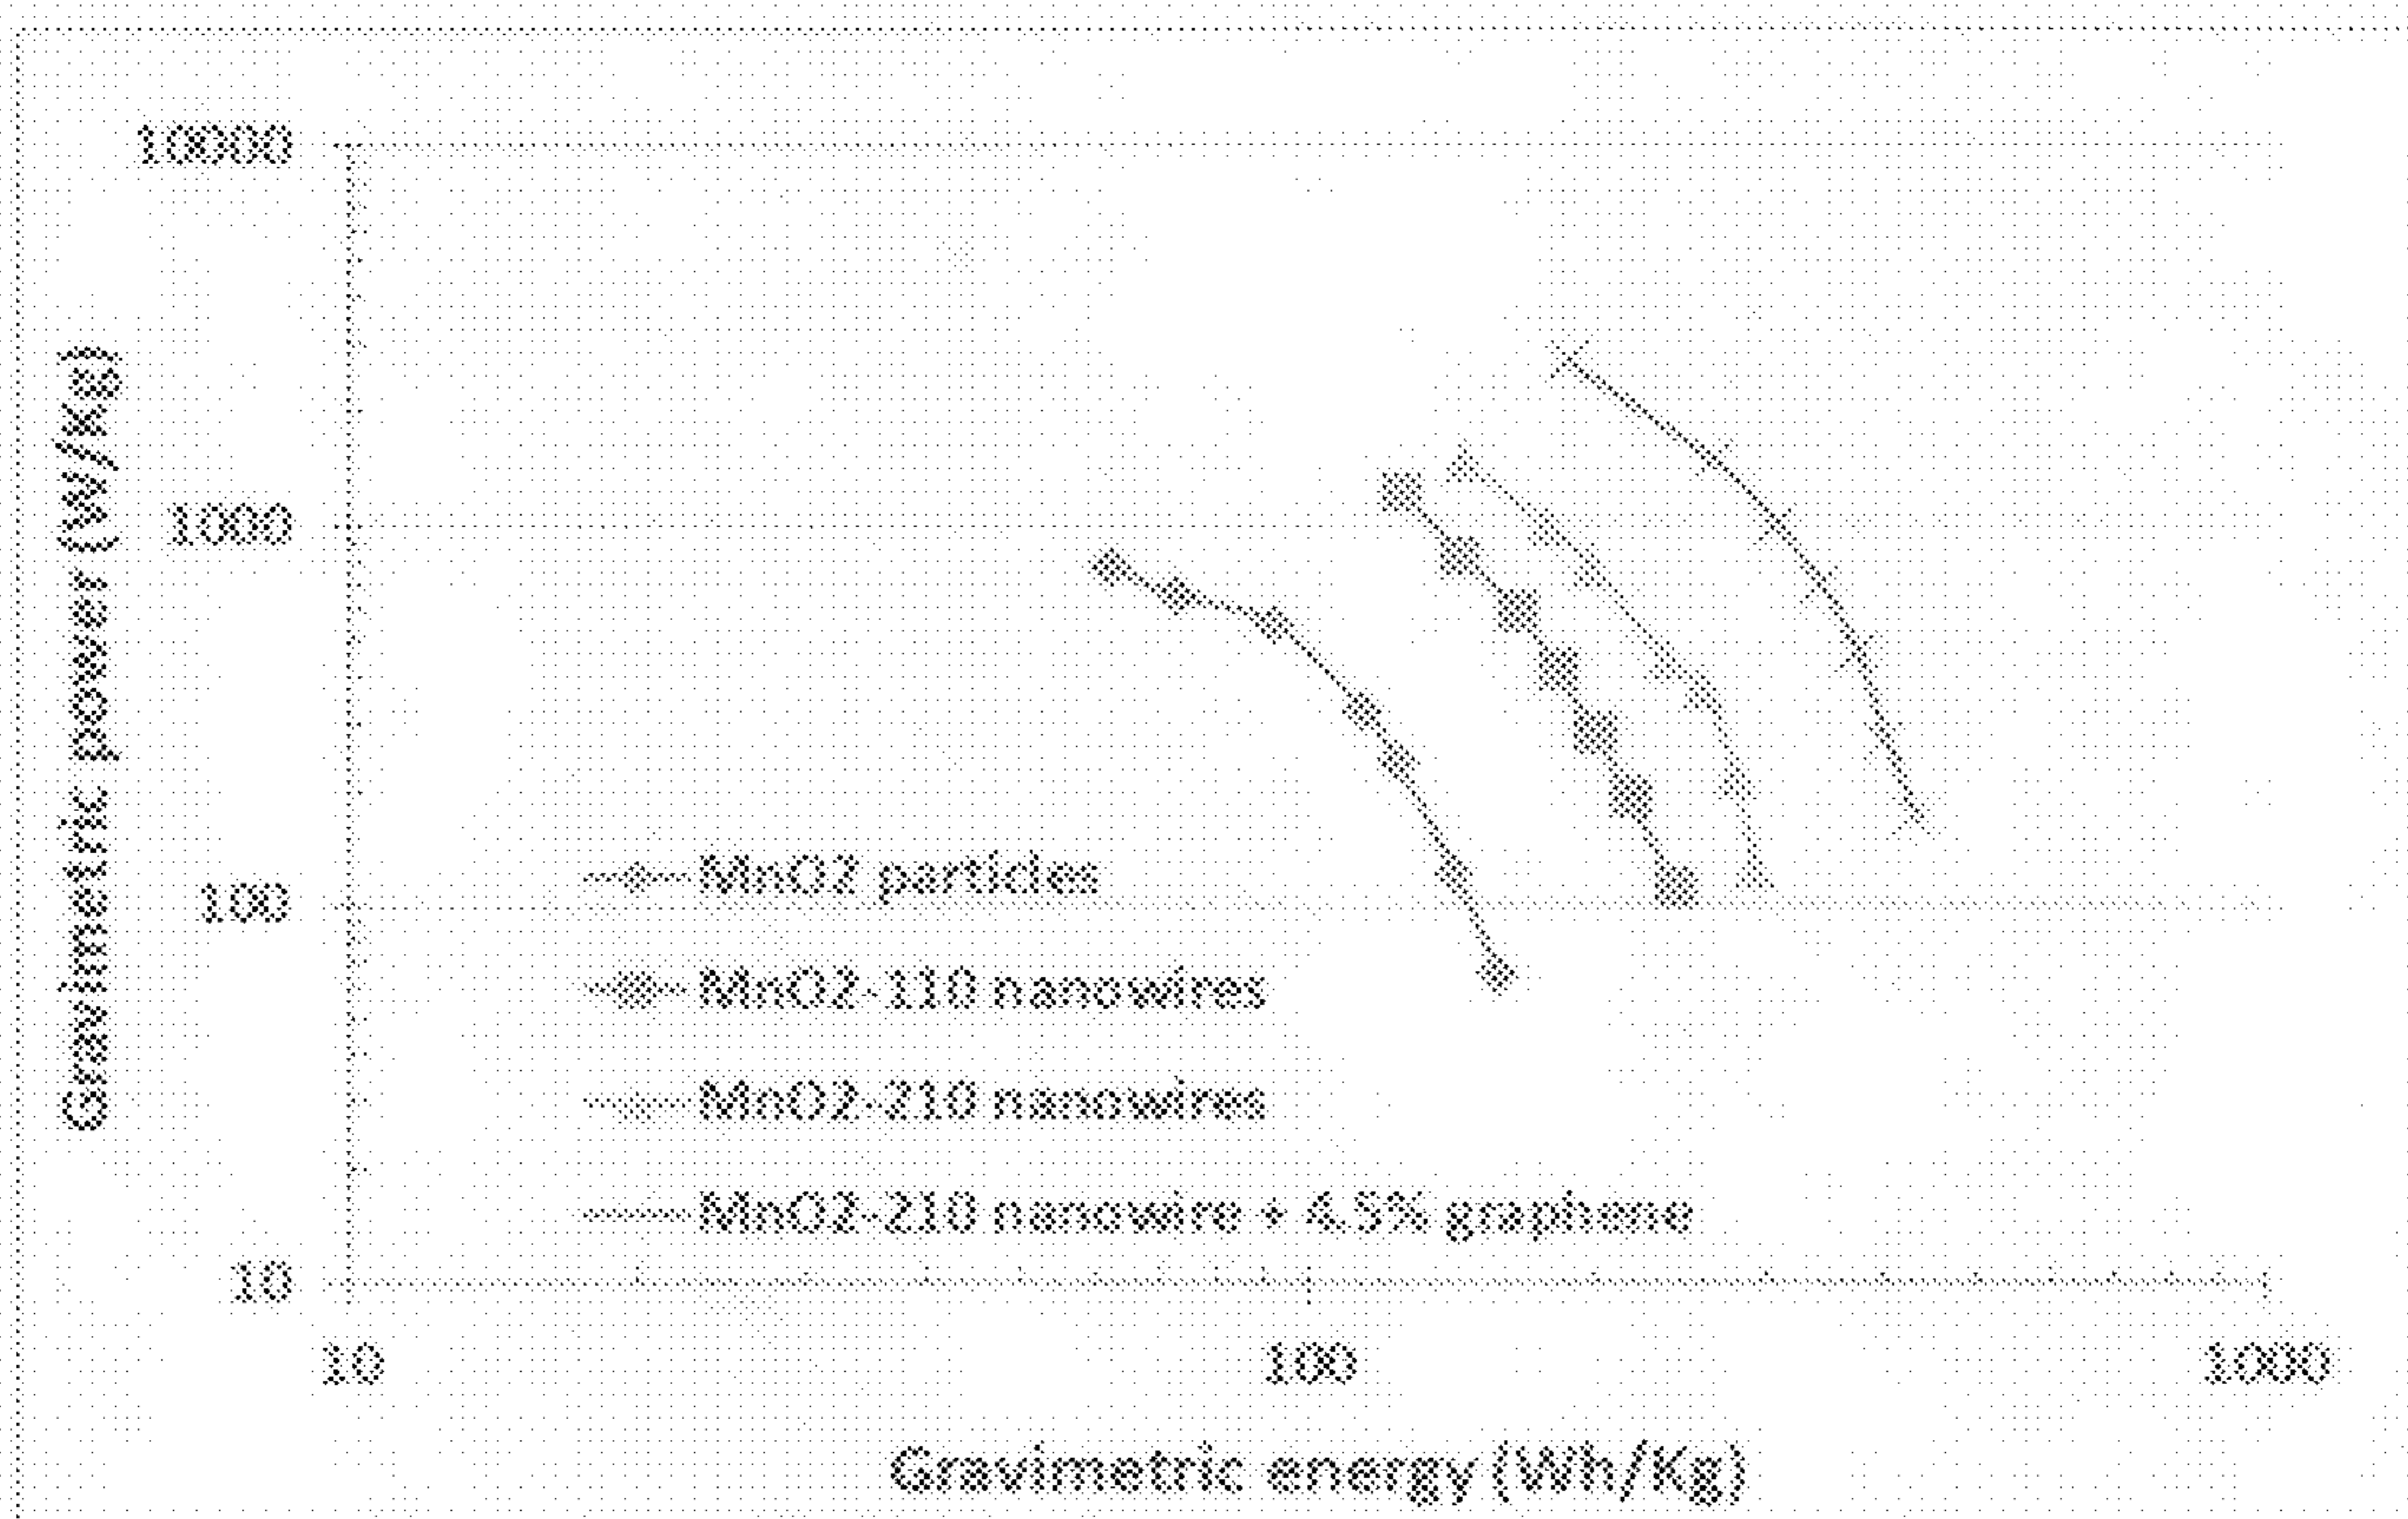 10000
1000
100
10
Gravimetric power (W/Kg)
MnO2 particles
MnO2-110 nanowires
MnO2-210 nanowires
MnO2-210 nanowire + 4.5% graphene
10
100
1000
Gravimetric energy (Wh/Kg)